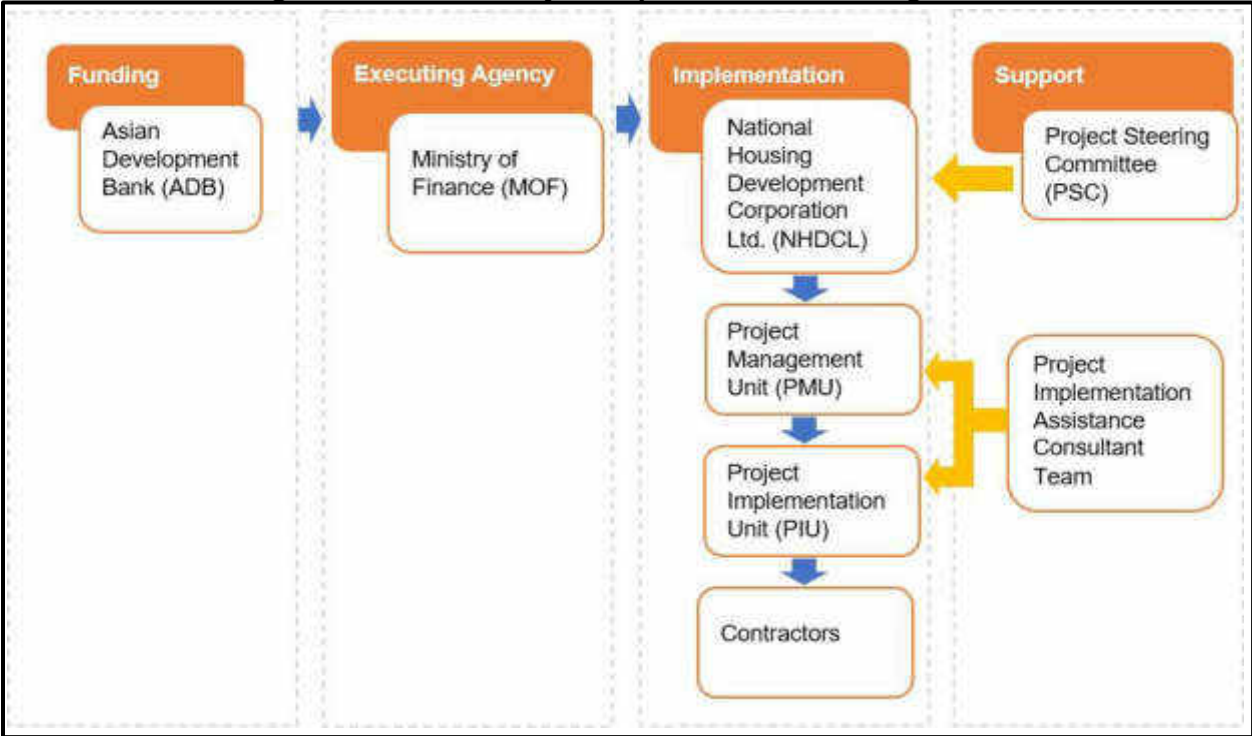 Funding
Asian
Development
Bank (ADB)
Executing Agency
Ministry of
Finance (MOF)
Implementation
National
Housing
Development
Corporation
Ltd. (NHDCL)
Project
Management
Unit (PMU)
Project
Implementation
Unit (PIU)
Contractors
Support
Project Steering
Committee
(PSC)
Project
Implementation
Assistance
Consultant
Team